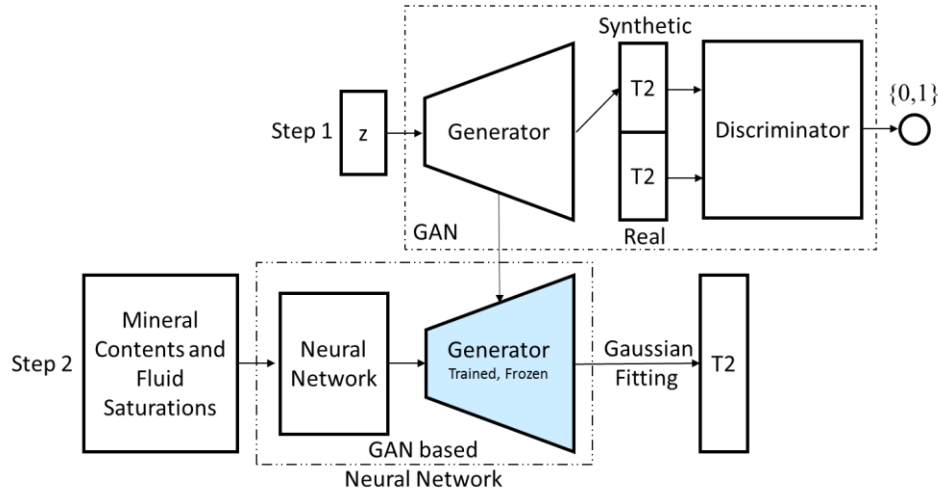 Synthetic
Step 1
z
Generator
T2
T2
Discriminator
{0,1}
GAN
Real
Step 2
Mineral
Contents and
Fluid
Saturations
Neural
Network
Generator
Trained, Frozen
Gaussian
Fitting
T2
GAN based
Neural Network